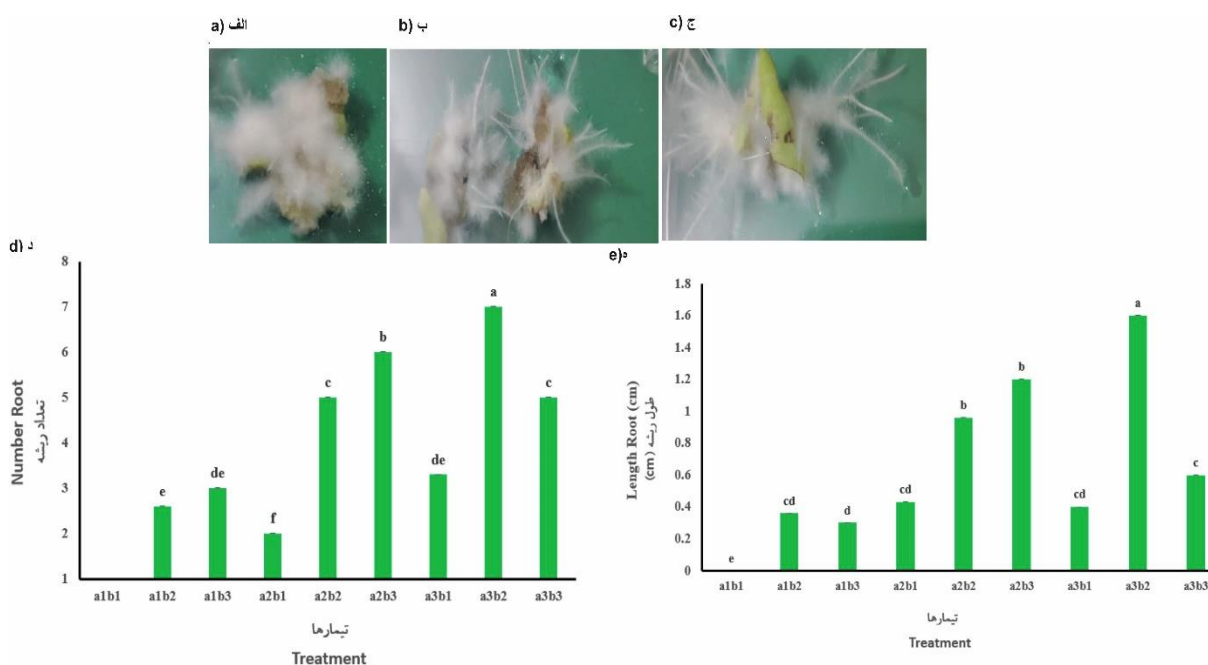 a) الف
b) ب
c) ج
d) د
8
7
6
5
4
3
2
1
Number Root
تعداد ریشه
e
de
f
c
b
de
a
c
a1b1 a1b2 a1b3 a2b1 a2b2 a2b3 a3b1 a3b2 a3b3
تیمارها
Treatment
e) ه
1.8
1.6
1.4
1.2
1
0.8
0.6
0.4
0.2
0
Length Root (cm)
طول ریشه (cm)
e
cd
d
cd
b
b
cd
a
c
a1b1 a1b2 a1b3 a2b1 a2b2 a2b3 a3b1 a3b2 a3b3
تیمارها
Treatment